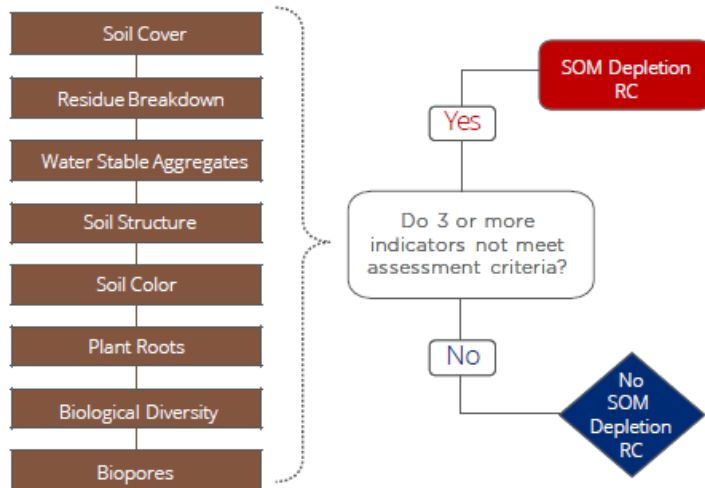 Soil Cover
Residue Breakdown
Water Stable Aggregates
Soil Structure
Soil Color
Plant Roots
Biological Diversity
Biopores
SOM Depletion
RC
Yes
Do 3 or more
indicators not meet
assessment criteria?
No
No
SOM
Depletion
RC